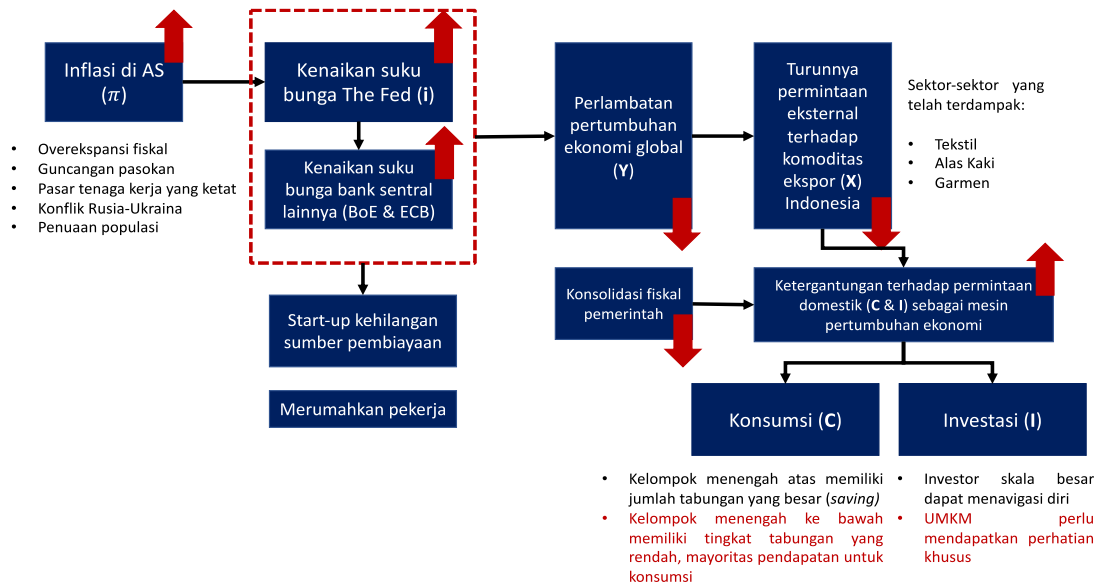 Inflasi di AS
(π)
• Overekspansi fiskal
• Guncangan pasokan
• Pasar tenaga kerja yang ketat
• Konflik Rusia-Ukraina
• Penuaan populasi
Kenaikan suku
bunga The Fed (i)
Kenaikan suku
bunga bank sentral
lainnya (BoE & ECB)
Start-up kehilangan
sumber pembiayaan
Merumahkan pekerja
Perlambatan
pertumbuhan
ekonomi global
(Y)
Turunnya
permintaan
eksternal
terhadap
komoditas
ekspor (X)
Indonesia
Sektor-sektor yang
telah terdampak:
• Tekstil
• Alas Kaki
• Garmen
Konsolidasi fiskal
pemerintah
Ketergantungan terhadap permintaan
domestik (C & I) sebagai mesin
pertumbuhan ekonomi
Konsumsi (C)
• Kelompok menengah atas memiliki
jumlah tabungan yang besar (saving)
• Kelompok menengah ke bawah
memiliki tingkat tabungan yang
rendah, mayoritas pendapatan untuk
konsumsi
Investasi (I)
• Investor skala besar
dapat menavigasi diri
• UMKM perlu
mendapatkan perhatian
khusus